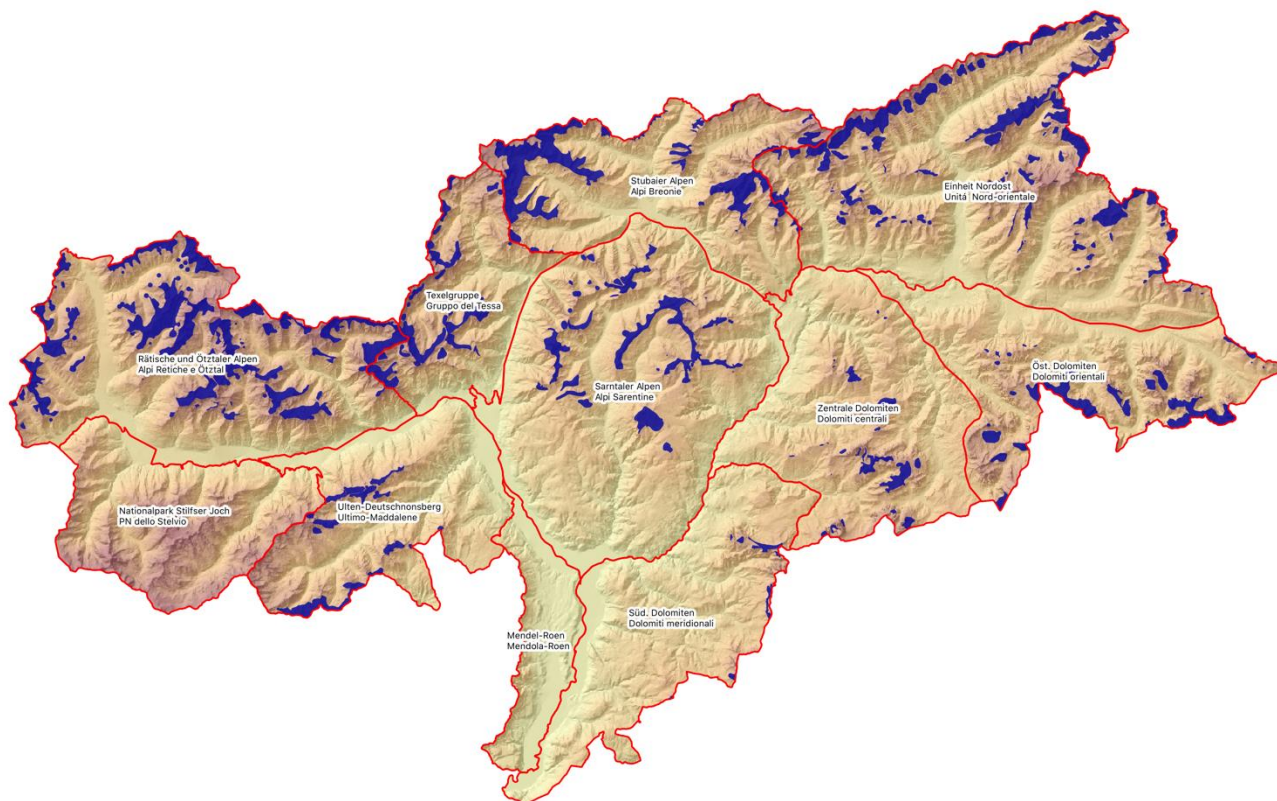 Stubaier Alpen
Alpi Breonie
Einheit Nordost
Unitá Nord-orientale
Texelgruppe
Gruppo del Tessa
Rätische und Ötztaler Alpen
Alpi Retiche e Ötztal
Sarntaler Alpen
Alpi Sarentine
Öst. Dolomiten
Dolomiti orientali
Zentrale Dolomiten
Dolomiti centrali
Nationalpark Stilfser Joch
PN dello Stelvio
Ulten-Deutschnonsberg
Ultimo-Maddalene
Süd. Dolomiten
Dolomiti meridionali
Mendel-Roen
Mendola-Roen